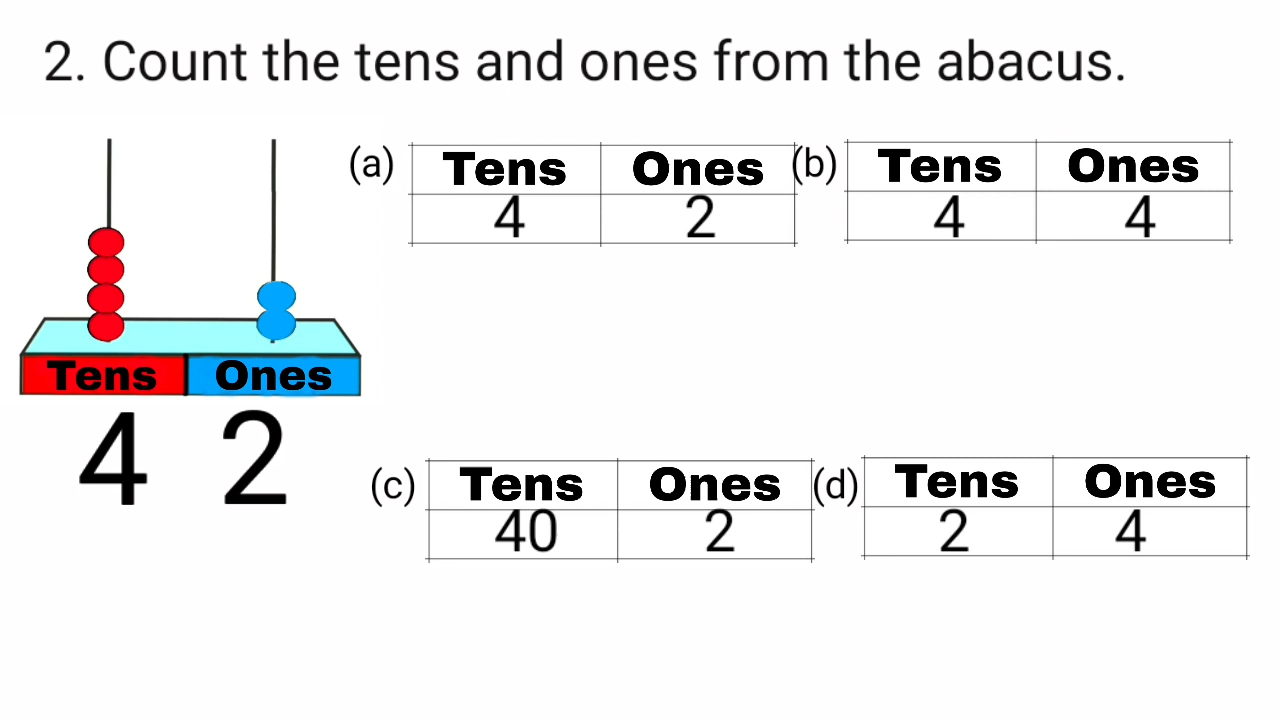 2. Count the tens and ones from the abacus.
Tens Ones
4 2
(a) Tens Ones
4 2
(b) Tens Ones
4 4
(c) Tens Ones
40 2
(d) Tens Ones
2 4